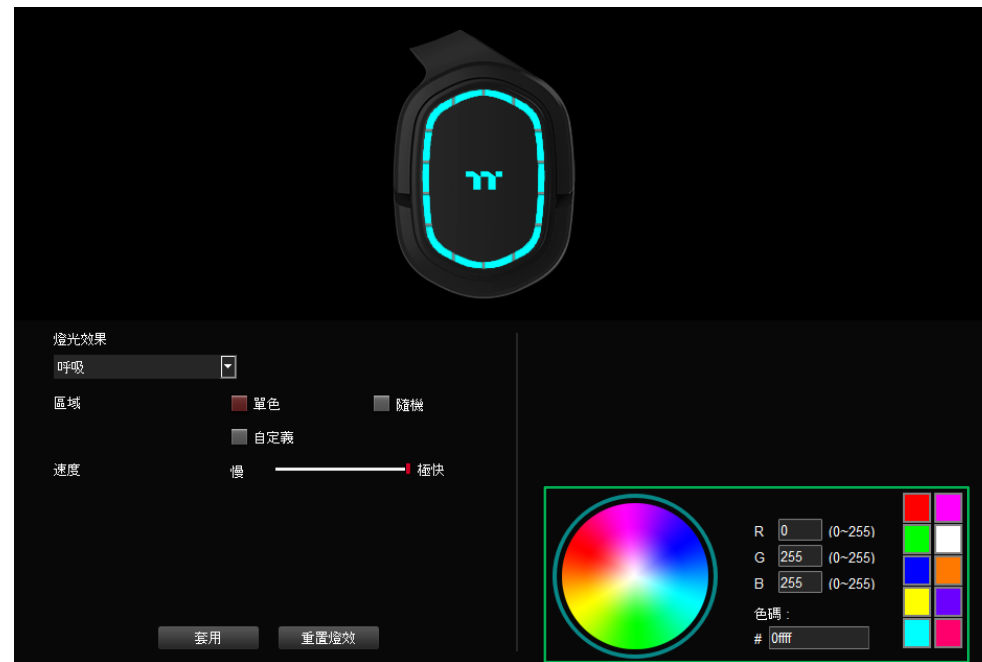 燈光效果
呼吸
區域 單色 隨機
自定義
速度 慢 極快
R 0 (0~255)
G 255 (0~255)
B 255 (0~255)
色碼 :
# 0ffff
套用 重置燈效